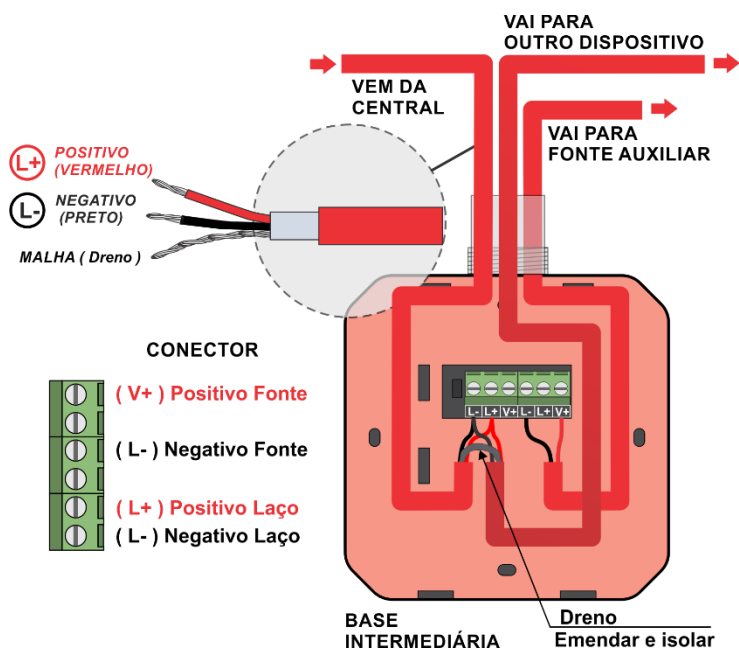 VAI PARA
OUTRO DISPOSITIVO
VEM DA
CENTRAL
VAI PARA
FONTE AUXILIAR
L+ POSITIVO
(VERMELHO)
L- NEGATIVO
(PRETO)
MALHA ( Dreno )
CONECTOR
( V+ ) Positivo Fonte
( L- ) Negativo Fonte
( L+ ) Positivo Laço
( L- ) Negativo Laço
L- L+ V+ L- L+ V+
BASE
INTERMEDIÁRIA
Dreno
Emendar e isolar